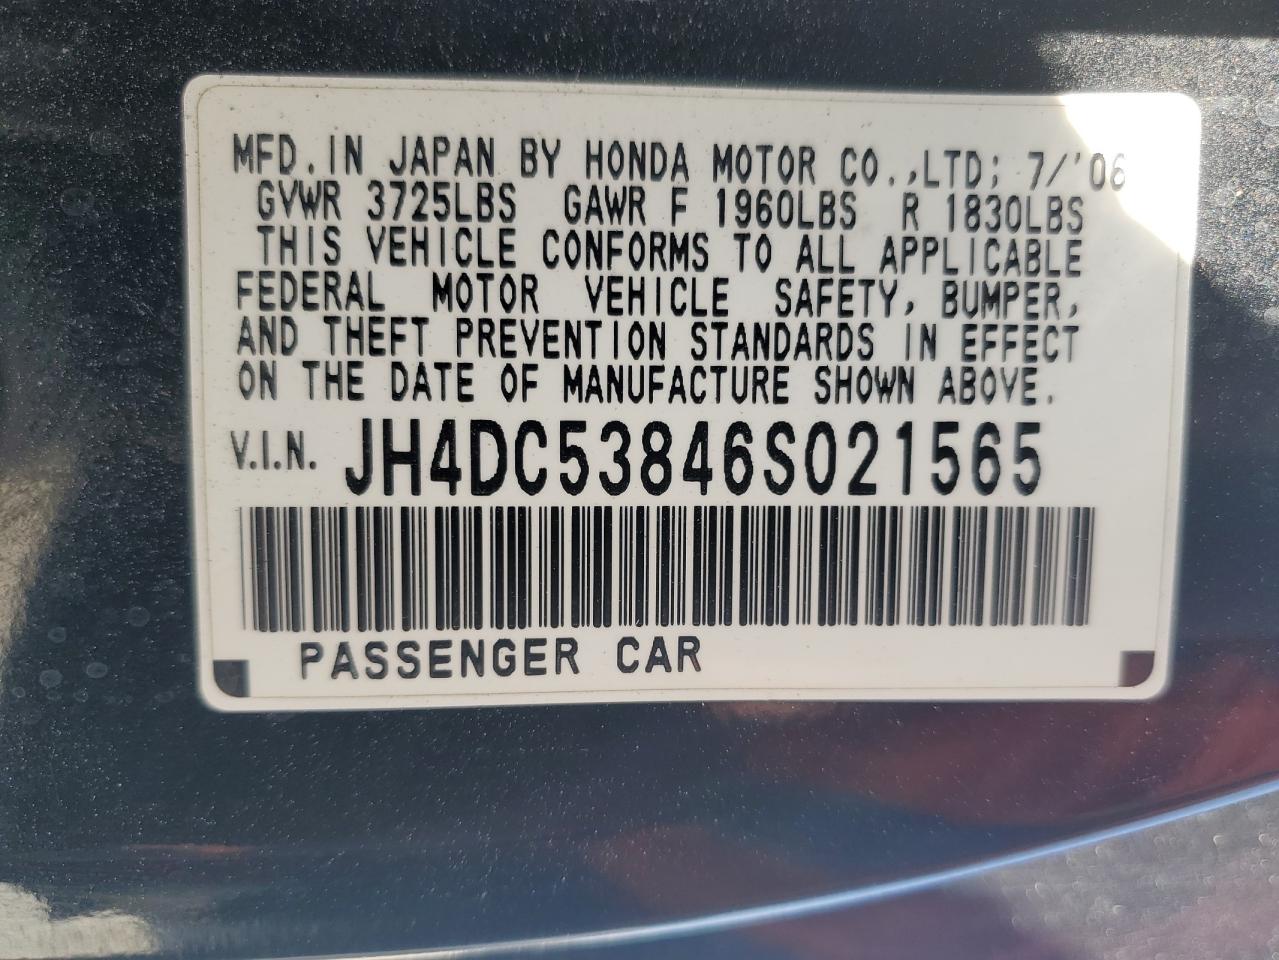 MFD. IN JAPAN BY HONDA MOTOR CO.,LTD; 7/'06
GVWR 3725LBS GAWR F 1960LBS R 1830LBS
THIS VEHICLE CONFORMS TO ALL APPLICABLE
FEDERAL MOTOR VEHICLE SAFETY, BUMPER,
AND THEFT PREVENTION STANDARDS IN EFFECT
ON THE DATE OF MANUFACTURE SHOWN ABOVE.
V.I.N. JH4DC53846S021565
PASSENGER CAR